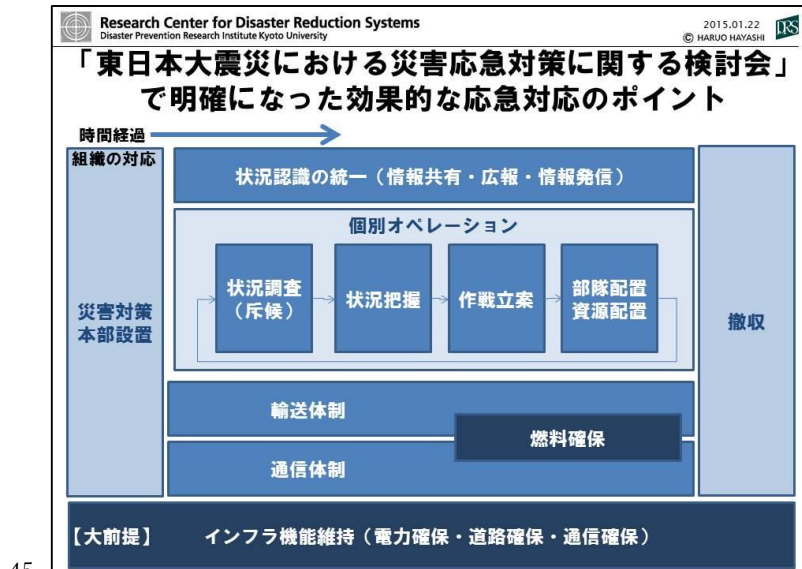 Research Center for Disaster Reduction Systems
Disaster Prevention Research Institute Kyoto University
2015.01.22
© HARUO HAYASHI
DRS
「東日本大震災における災害応急対策に関する検討会」
で明確になった効果的な応急対応のポイント
時間経過
組織の対応
災害対策
本部設置
状況認識の統一（情報共有・広報・情報発信）
個別オペレーション
状況調査
（斥候）
状況把握
作戦立案
部隊配置
資源配置
輸送体制
燃料確保
通信体制
撤収
【大前提】 インフラ機能維持（電力確保・道路確保・通信確保）
45